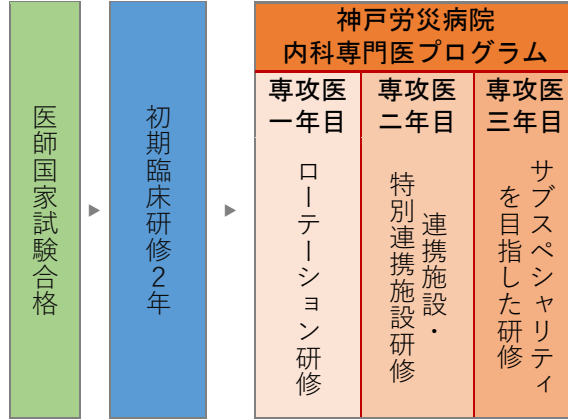 医師国家試験合格
初期臨床研修2年
神戸労災病院
内科専門医プログラム
専攻医
一年目
ローテーション研修
専攻医
二年目
連携施設・
特別連携施設研修
専攻医
三年目
サブスペシャリティ
を目指した研修